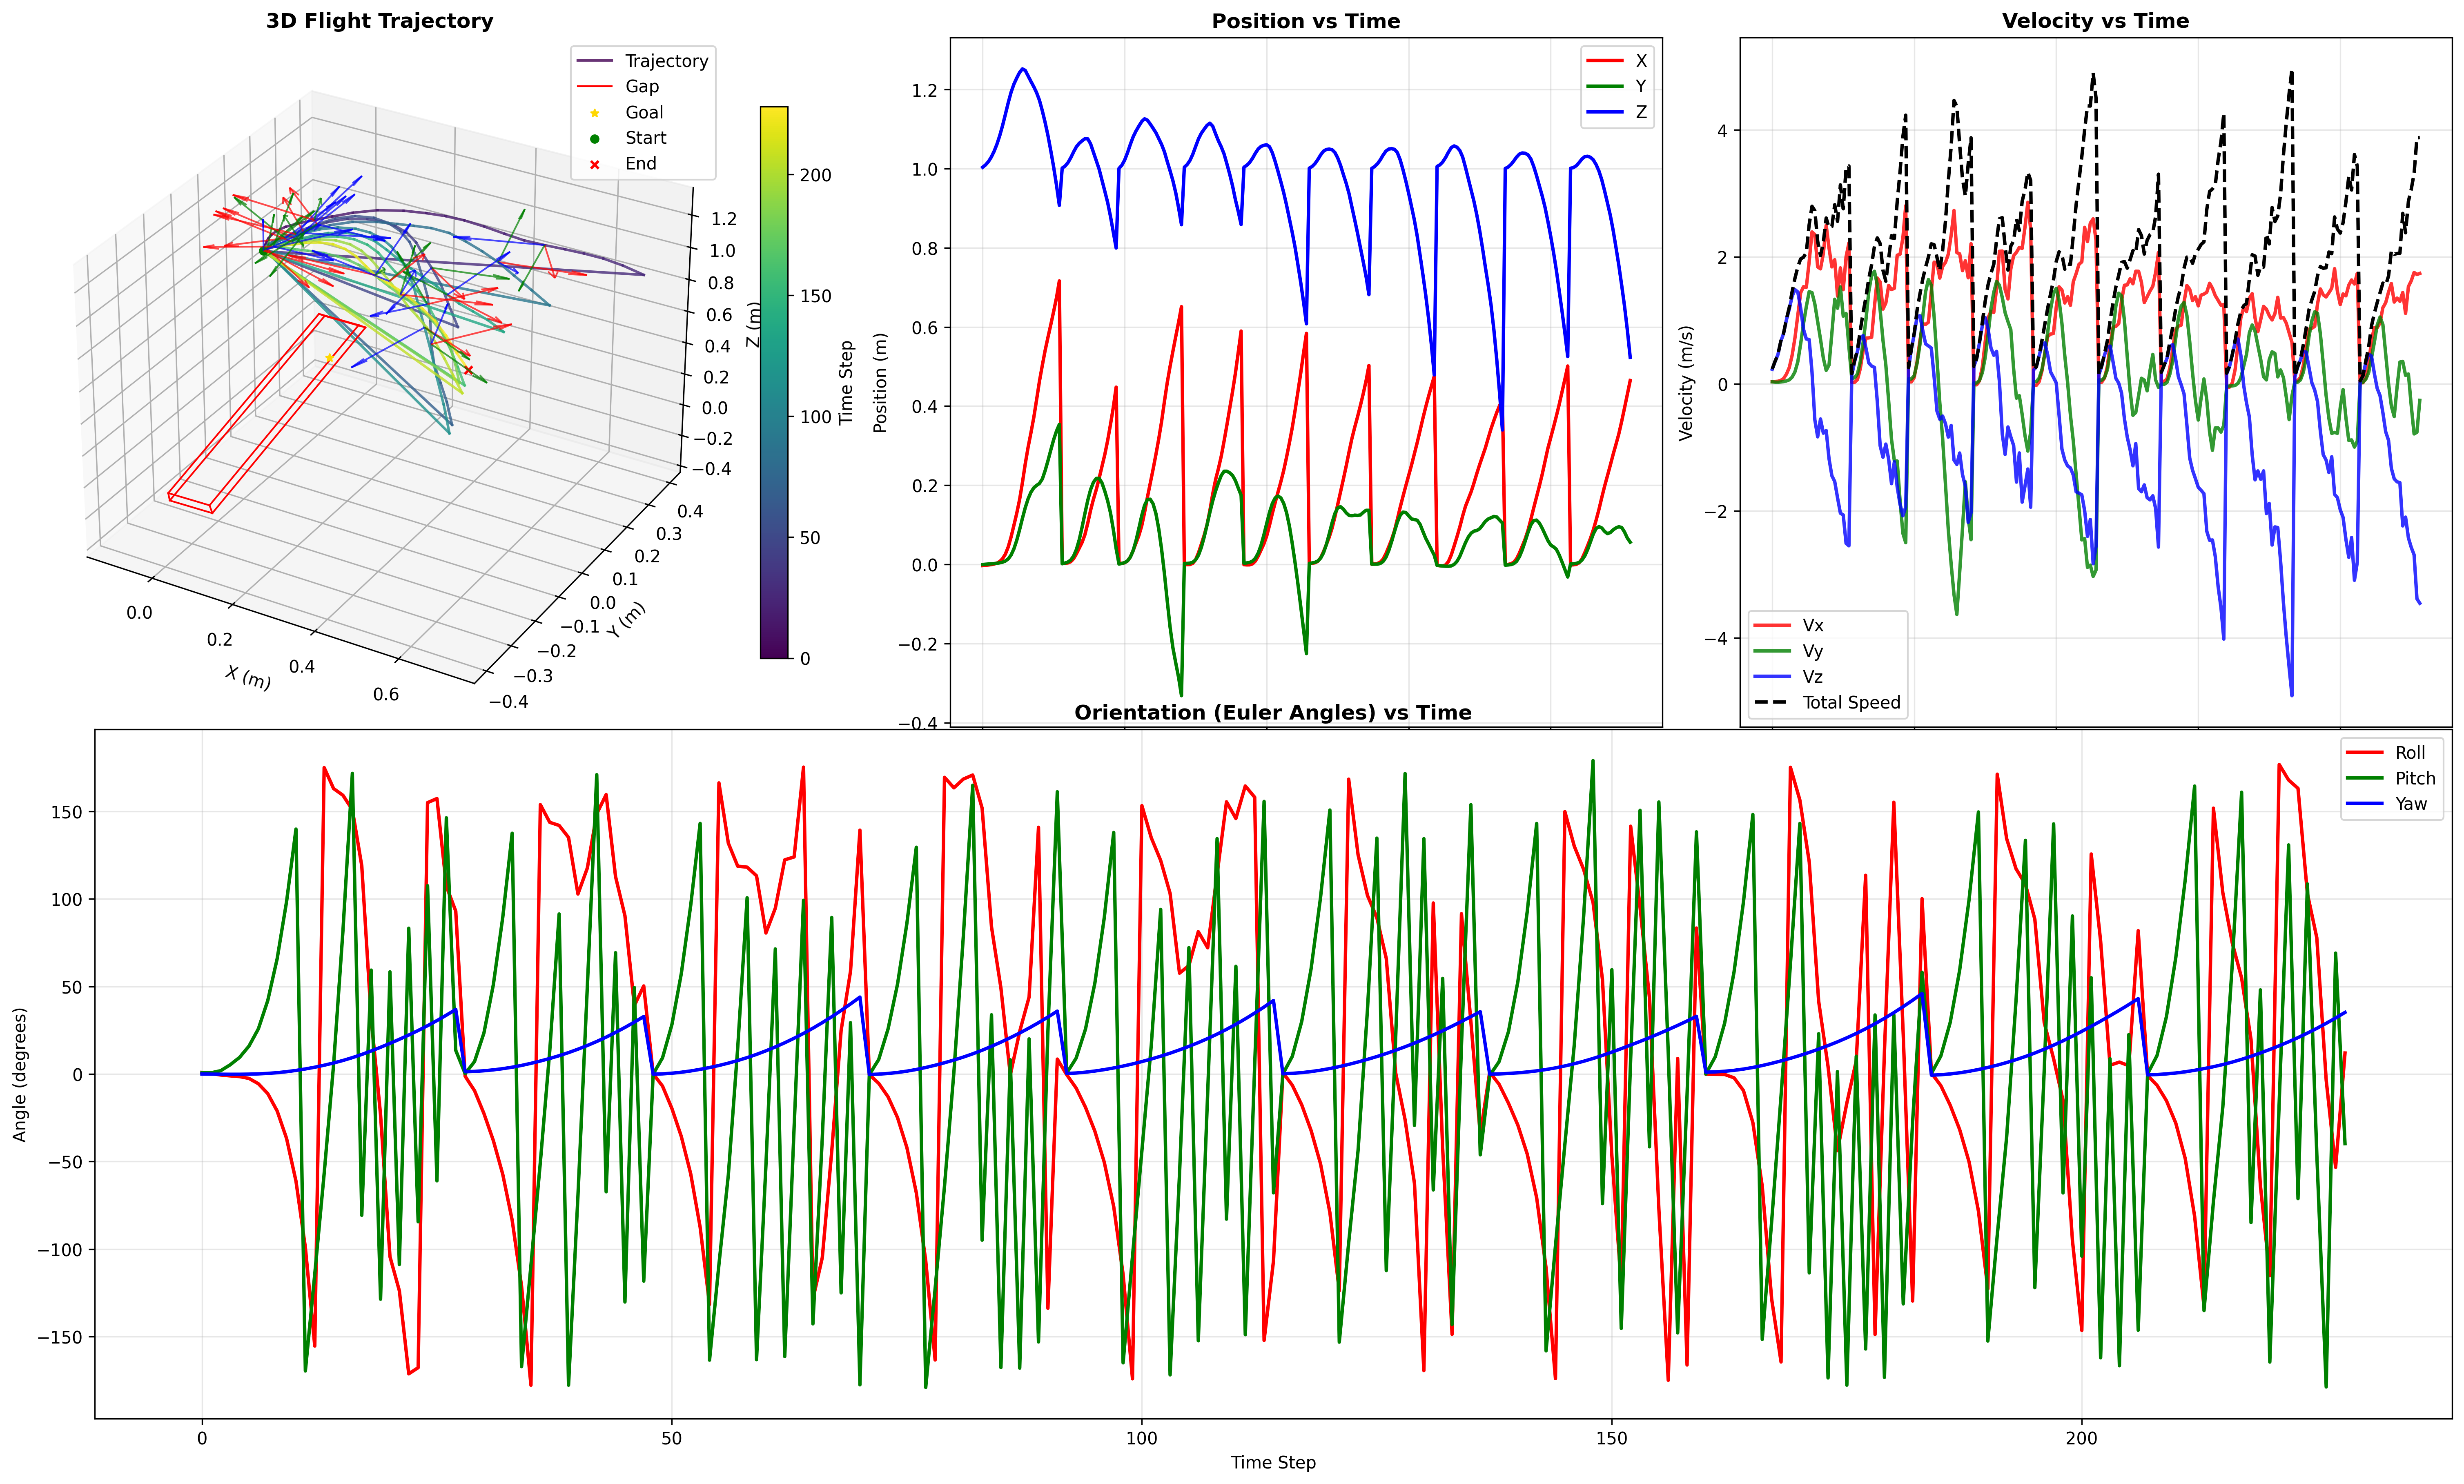 3D Flight Trajectory
Trajectory
Gap
Goal
Start
End
1.2
1.0
0.8
0.6
0.4
0.2
0.0
−0.2
−0.4
Z (m)
0.4
0.3
0.2
0.1
0.0
−0.1
−0.2
−0.3
−0.4
Y (m)
0.0
0.2
0.4
0.6
X (m)
200
150
100
50
0
Time Step
Position vs Time
X
Y
Z
1.2
1.0
0.8
0.6
0.4
0.2
0.0
−0.2
−0.4
Position (m)
Velocity vs Time
4
2
0
−2
−4
Velocity (m/s)
Vx
Vy
Vz
Total Speed
Orientation (Euler Angles) vs Time
Roll
Pitch
Yaw
150
100
50
0
−50
−100
−150
Angle (degrees)
0
50
100
150
200
Time Step